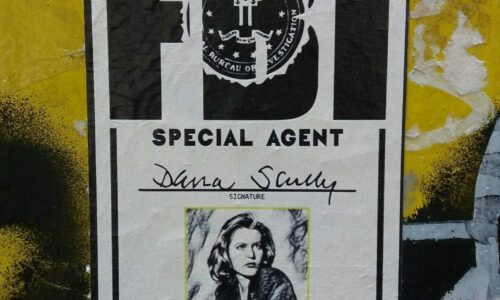 FBI
BUREAU OF INVESTIGATION
SPECIAL AGENT
Dana Scully
SIGNATURE